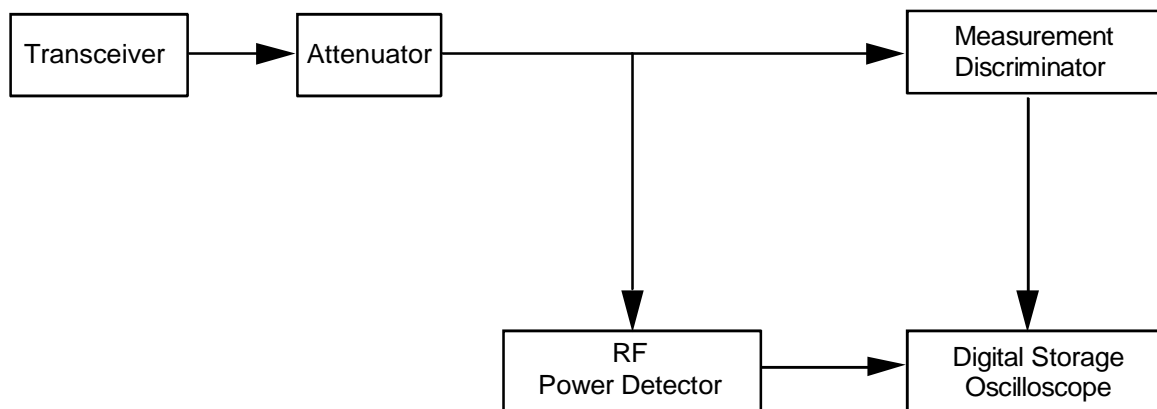 Transceiver
Attenuator
Measurement
Discriminator
RF
Power Detector
Digital Storage
Oscilloscope